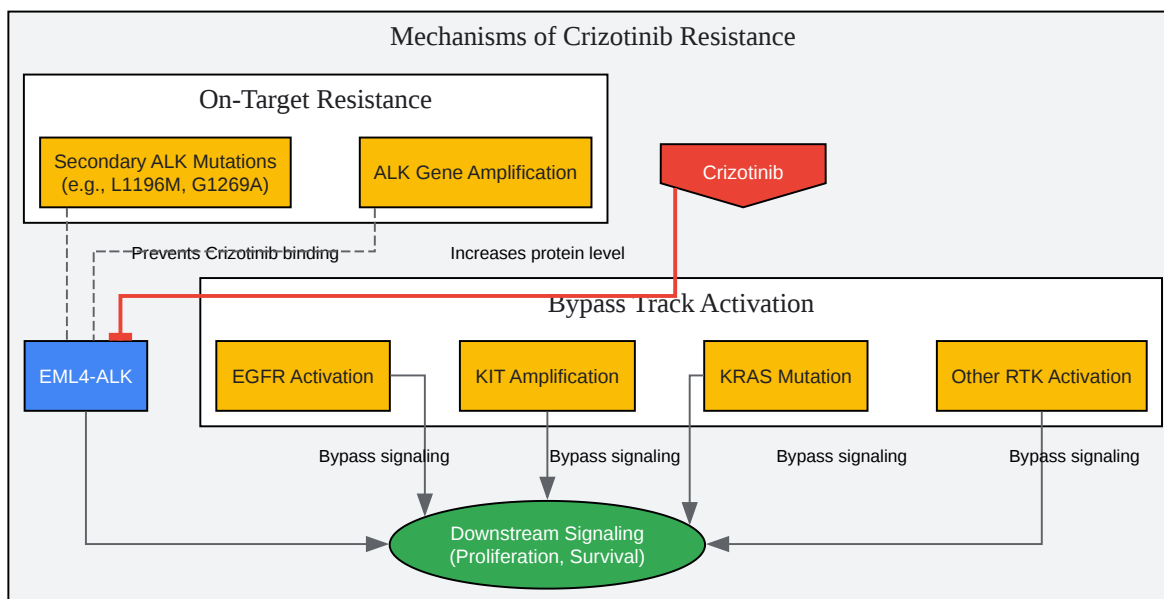 Mechanisms of Crizotinib Resistance
On-Target Resistance
Secondary ALK Mutations
(e.g., L1196M, G1269A)
ALK Gene Amplification
Crizotinib
Prevents Crizotinib binding
Increases protein level
Bypass Track Activation
EML4-ALK
EGFR Activation
KIT Amplification
KRAS Mutation
Other RTK Activation
Bypass signaling
Bypass signaling
Bypass signaling
Bypass signaling
Downstream Signaling
(Proliferation, Survival)